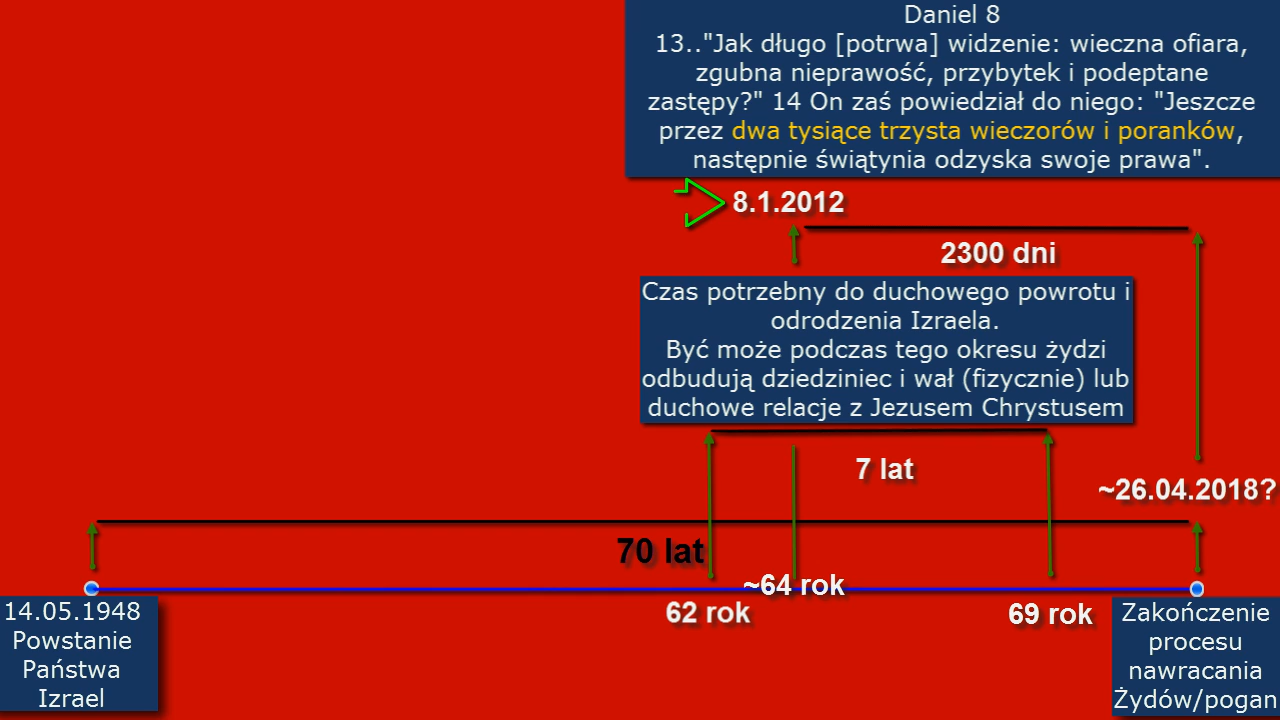 Daniel 8
13.."Jak długo [potrwa] widzenie: wieczna ofiara,
zgubna nieprawość, przybytek i podeptane
zastępy?" 14 On zaś powiedział do niego: "Jeszcze
przez dwa tysiące trzysta wieczorów i poranków,
następnie świątynia odzyska swoje prawa".
8.1.2012
2300 dni
Czas potrzebny do duchowego powrotu i
odrodzenia Izraela.
Być może podczas tego okresu żydzi
odbudują dziedziniec i wał (fizycznie) lub
duchowe relacje z Jezusem Chrystusem
7 lat
~26.04.2018?
70 lat
~64 rok
62 rok
69 rok
14.05.1948
Powstanie
Państwa
Izrael
Zakończenie
procesu
nawracania
Żydów/pogan